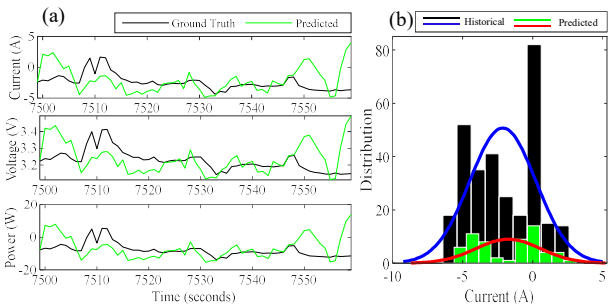 (a)
Ground Truth Predicted
5
0
-5
Current (A)
7500 7510 7520 7530 7540 7550
3.4
3.3
3.2
Voltage (V)
7500 7510 7520 7530 7540 7550
20
0
-20
Power (W)
7500 7510 7520 7530 7540 7550
Time (seconds)
(b)
Historical Predicted
80
60
40
20
0
Distribution
-10 -5 0 5
Current (A)